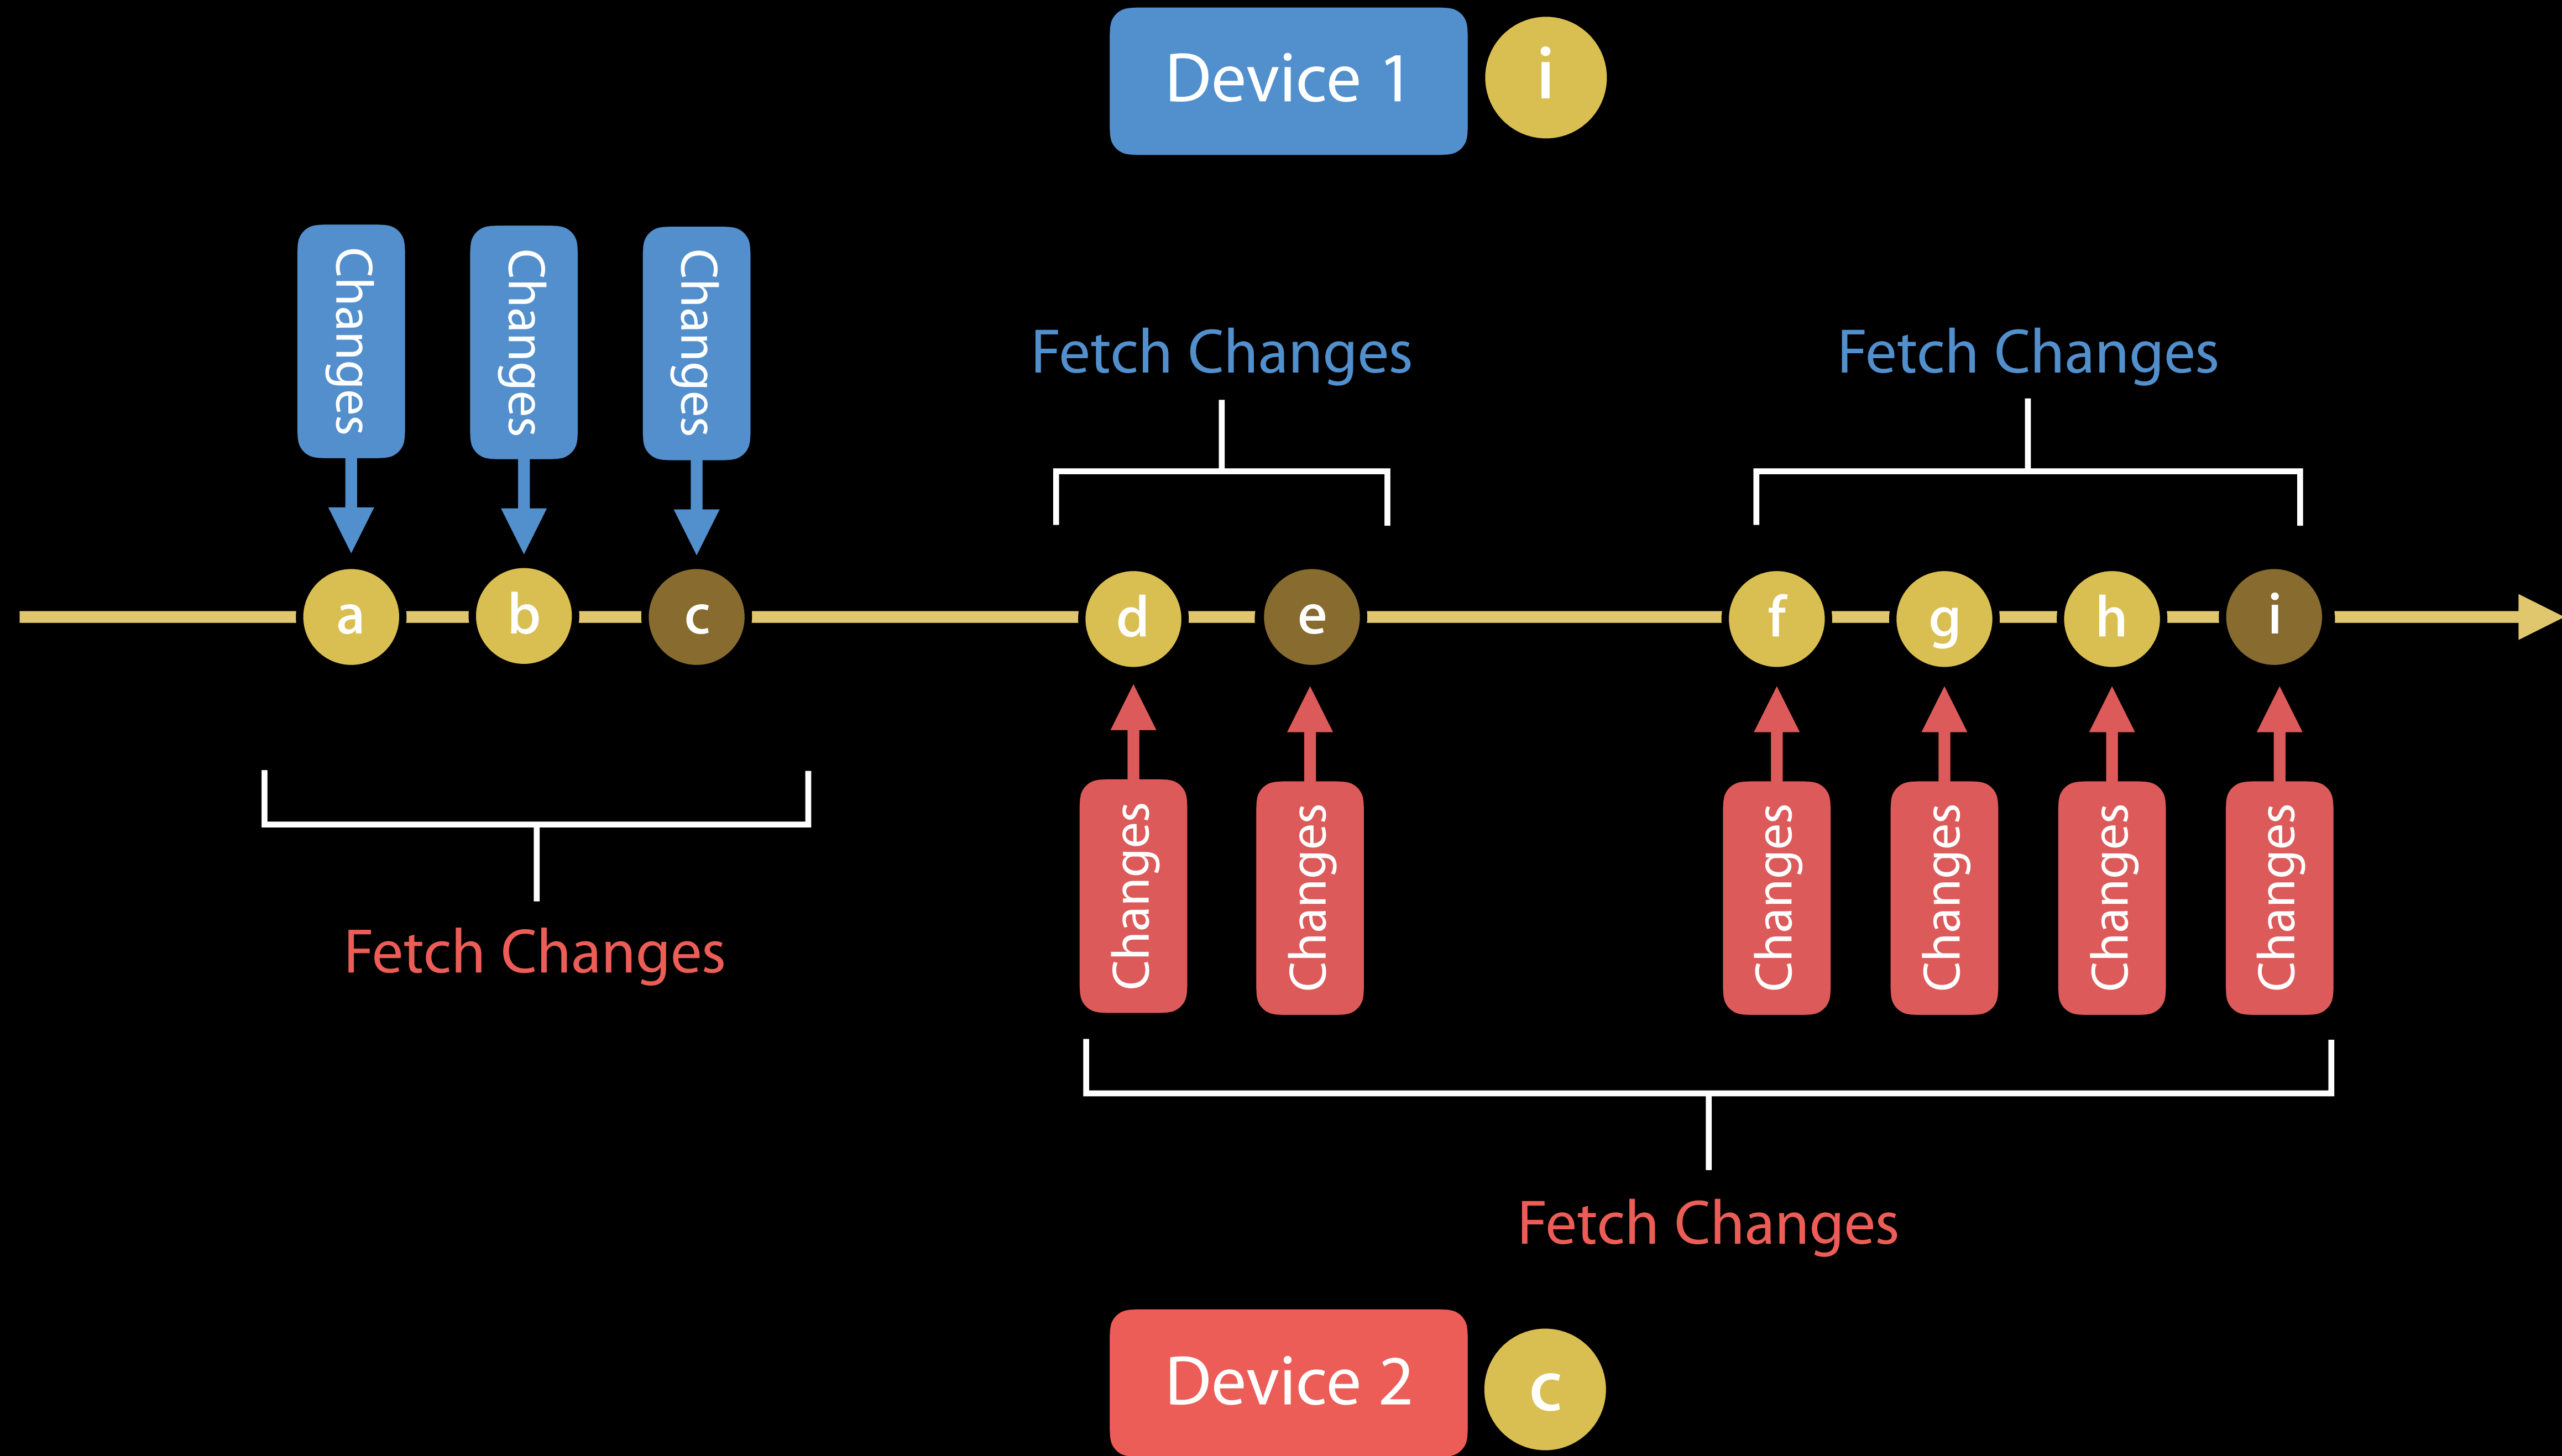 Device 1
i
Changes
Changes
Changes
Fetch Changes
Fetch Changes
a
b
c
d
e
f
g
h
i
Changes
Changes
Changes
Changes
Changes
Changes
Fetch Changes
Fetch Changes
Device 2
c